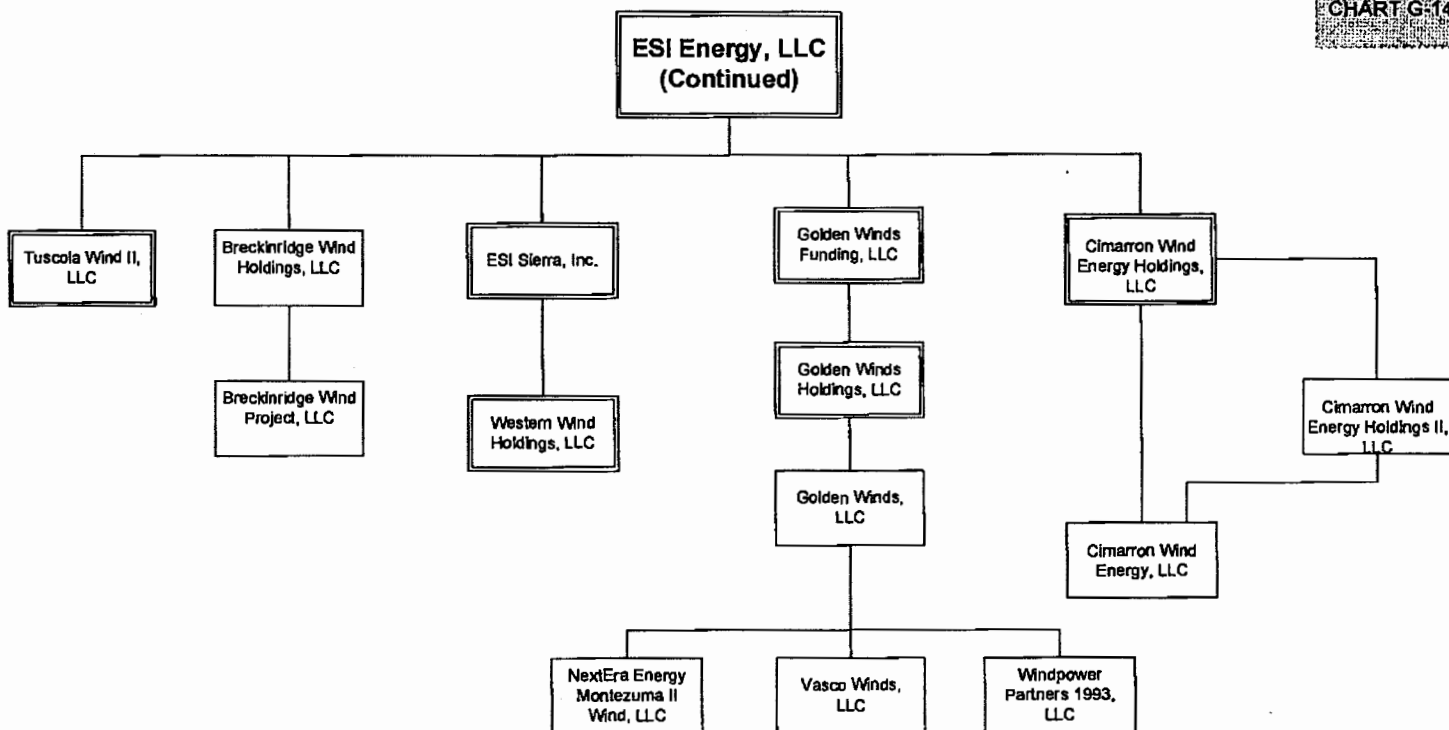 CHART G-14
ESI Energy, LLC
(Continued)
Tuscola Wind II,
LLC
Breckinridge Wind
Holdings, LLC
ESI Sierra, Inc.
Golden Winds
Funding, LLC
Cimarron Wind
Energy Holdings,
LLC
Breckinridge Wind
Project, LLC
Western Wind
Holdings, LLC
Golden Winds
Holdings, LLC
Cimarron Wind
Energy Holdings II,
LLC
Golden Winds,
LLC
Cimarron Wind
Energy, LLC
NextEra Energy
Montezuma II
Wind, LLC
Vasco Winds,
LLC
Windpower
Partners 1993,
LLC